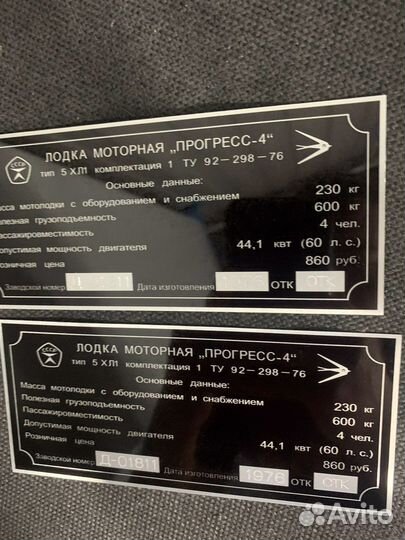 СССР
ЛОДКА МОТОРНАЯ „ПРОГРЕСС-4“
тип 5 ХЛ1 комплектация 1 ТУ 92-298-76
Основные данные:
Масса мотолодки с оборудованием и снабжением 230 кг
Полезная грузоподъемность 600 кг
Пассажировместимость 4 чел.
Допустимая мощность двигателя 44,1 квт (60 л.с.)
Розничная цена 860 руб.
Заводской номер Дата изготовления ОТК ОТК
СССР
ЛОДКА МОТОРНАЯ „ПРОГРЕСС-4“
тип 5 ХЛ1 комплектация 1 ТУ 92-298-76
Основные данные:
Масса мотолодки с оборудованием и снабжением 230 кг
Полезная грузоподъемность 600 кг
Пассажировместимость 4 чел.
Допустимая мощность двигателя 44,1 квт (60 л.с.)
Розничная цена 860 руб.
Заводской номер Д-01811 Дата изготовления 1976 ОТК ОТК
Avito